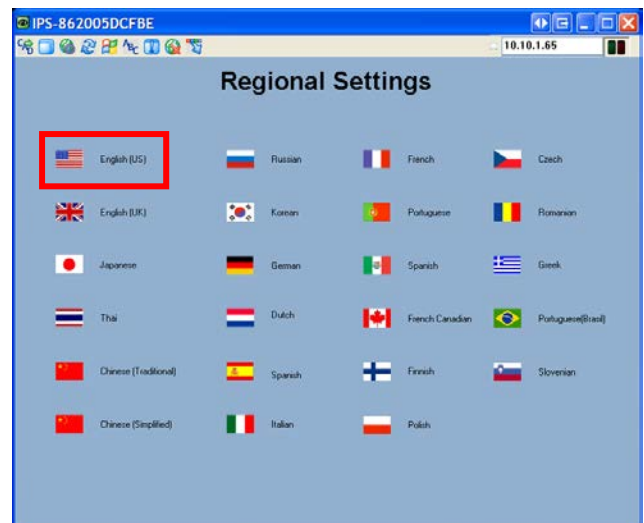 IPS-862005DCFBE
10.10.1.65
Regional Settings
English (US)
Russian
French
Czech
English (UK)
Korean
Portuguese
Romanian
Japanese
German
Spanish
Greek
Thai
Dutch
French Canadian
Portuguese(Brasil)
Chinese (Traditional)
Spanish
Finnish
Slovenian
Chinese (Simplified)
Italian
Polish